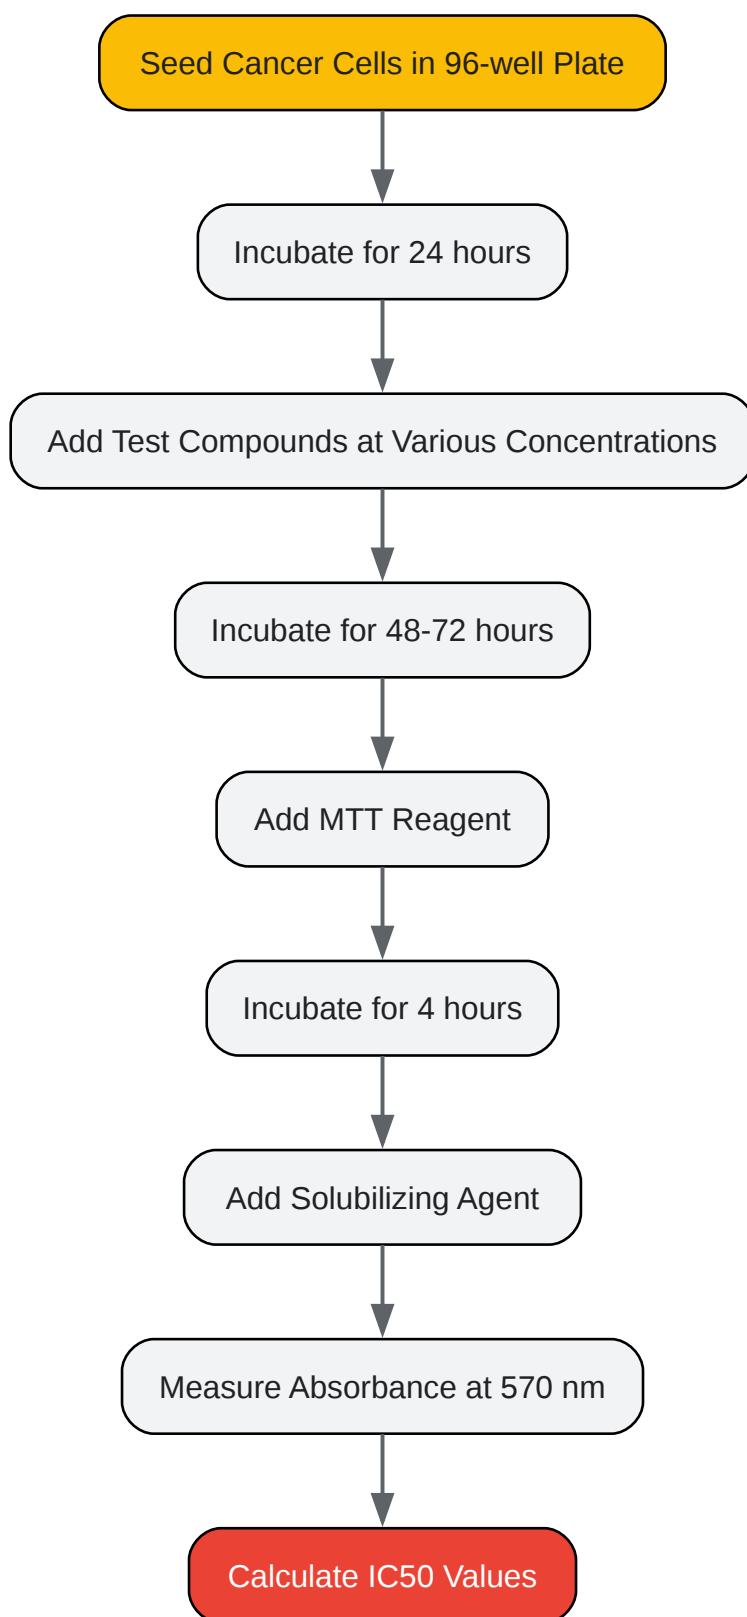 Seed Cancer Cells in 96-well Plate
Incubate for 24 hours
Add Test Compounds at Various Concentrations
Incubate for 48-72 hours
Add MTT Reagent
Incubate for 4 hours
Add Solubilizing Agent
Measure Absorbance at 570 nm
Calculate IC50 Values